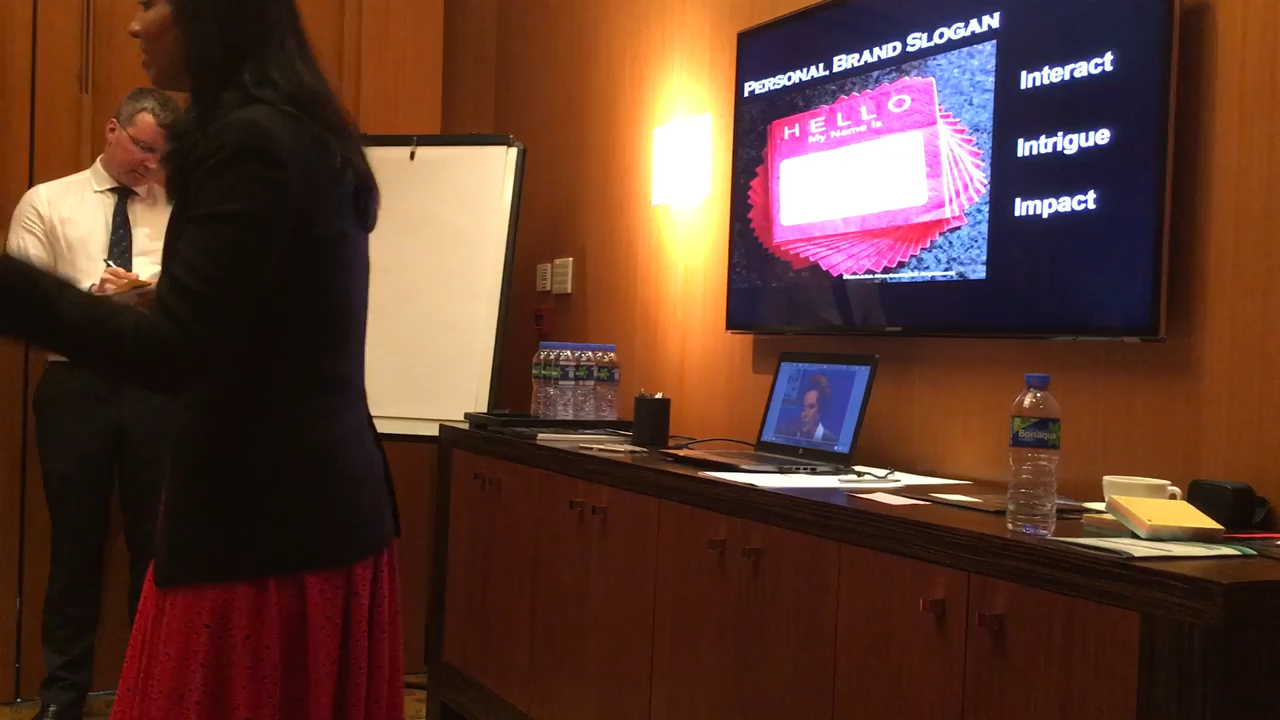 PERSONAL BRAND SLOGAN
HELLO
My Name is
Interact
Intrigue
Impact
Bonaqua